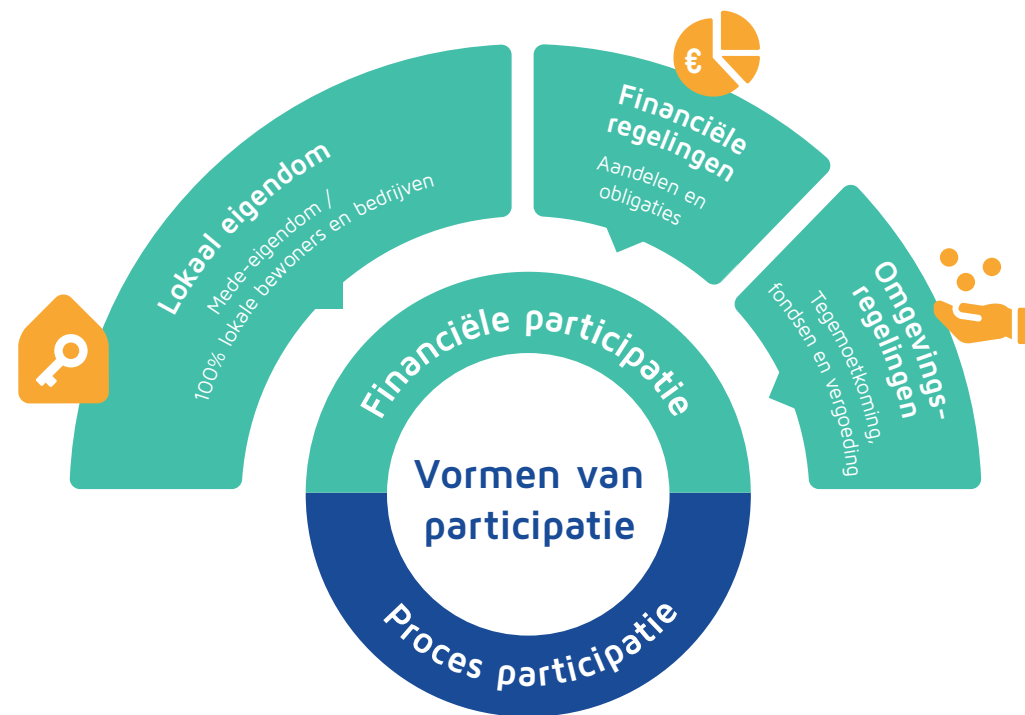 Lokaal eigendom
Mede-eigendom /
100% lokale bewoners en bedrijven
€
Financiële
regelingen
Aandelen en
obligaties
Omgevings-
regelingen
Tegemoetkoming,
fondsen en vergoeding
Financiële participatie
Vormen van
participatie
Proces participatie